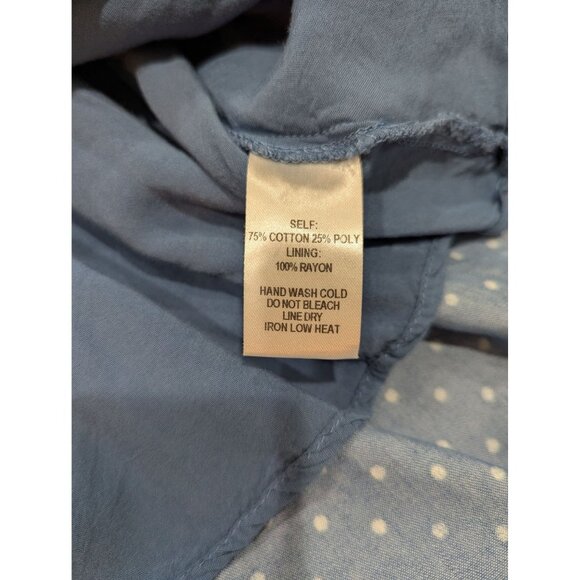 SELF:
75% COTTON 25% POLY
LINING:
100% RAYON
HAND WASH COLD
DO NOT BLEACH
LINE DRY
IRON LOW HEAT